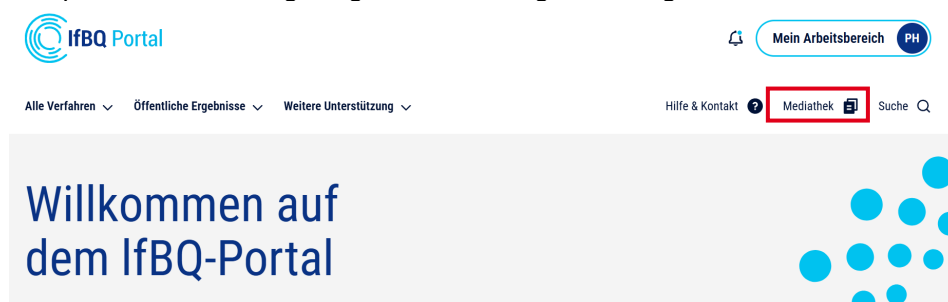 IfBQ Portal
Mein Arbeitsbereich PH
Alle Verfahren Öffentliche Ergebnisse Weitere Unterstützung Hilfe & Kontakt ? Mediathek Suche
Willkommen auf
dem IfBQ-Portal